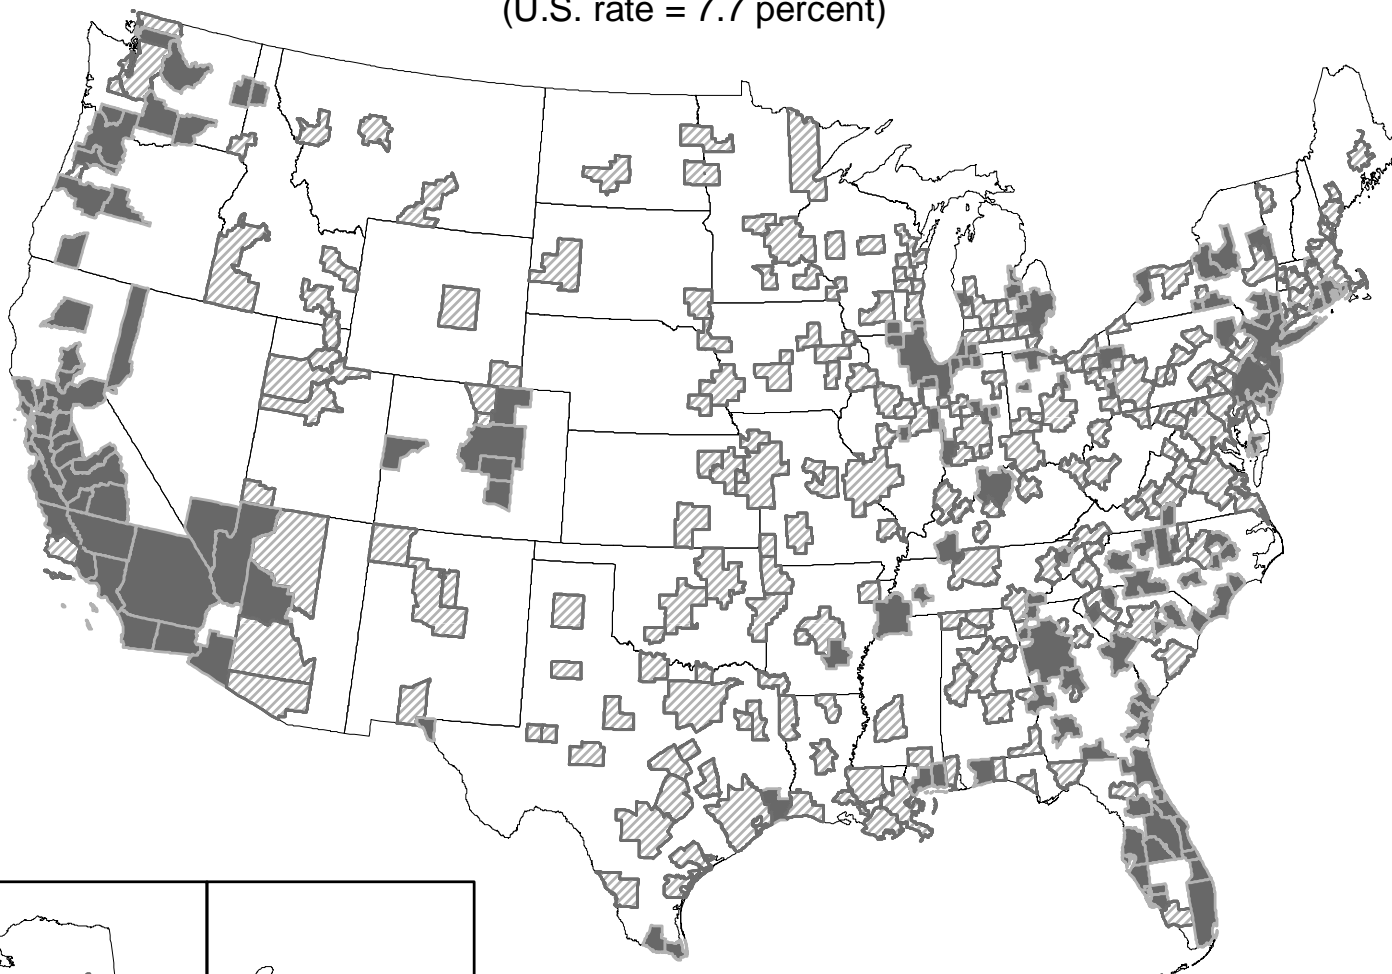 (U.S. rate = 7.7 percent)